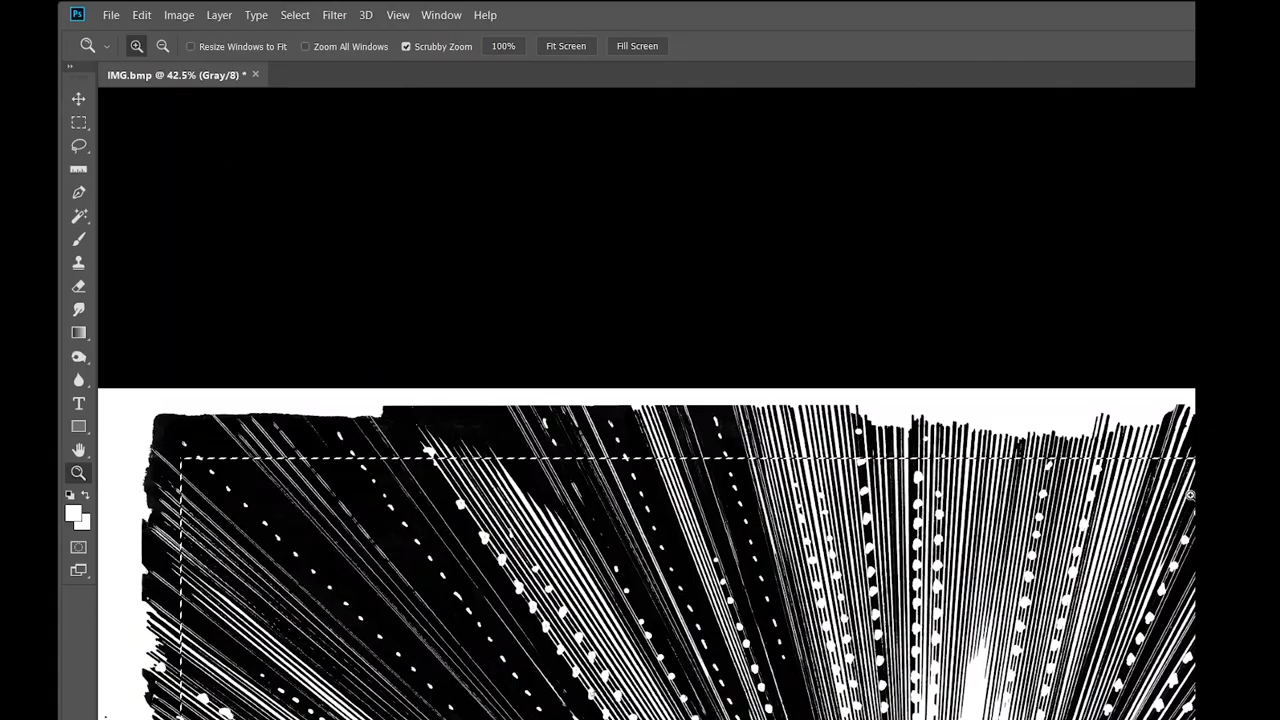 Ps File Edit Image Layer Type Select Filter 3D View Window Help
Resize Windows to Fit Zoom All Windows Scrubby Zoom 100% Fit Screen Fill Screen
IMG.bmp @ 42.5% (Gray/8) * ×
T